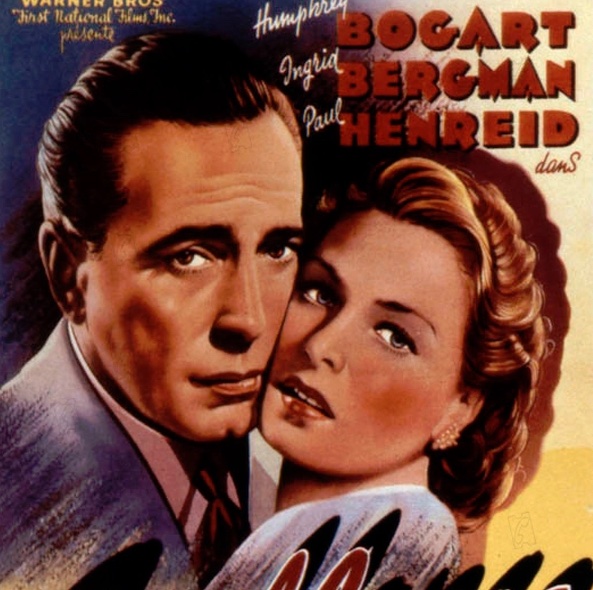 WARNER BROS
First National Films, Inc.
présente
Humphrey
BOGART
Ingrid
BERGMAN
Paul
HENREID
dans